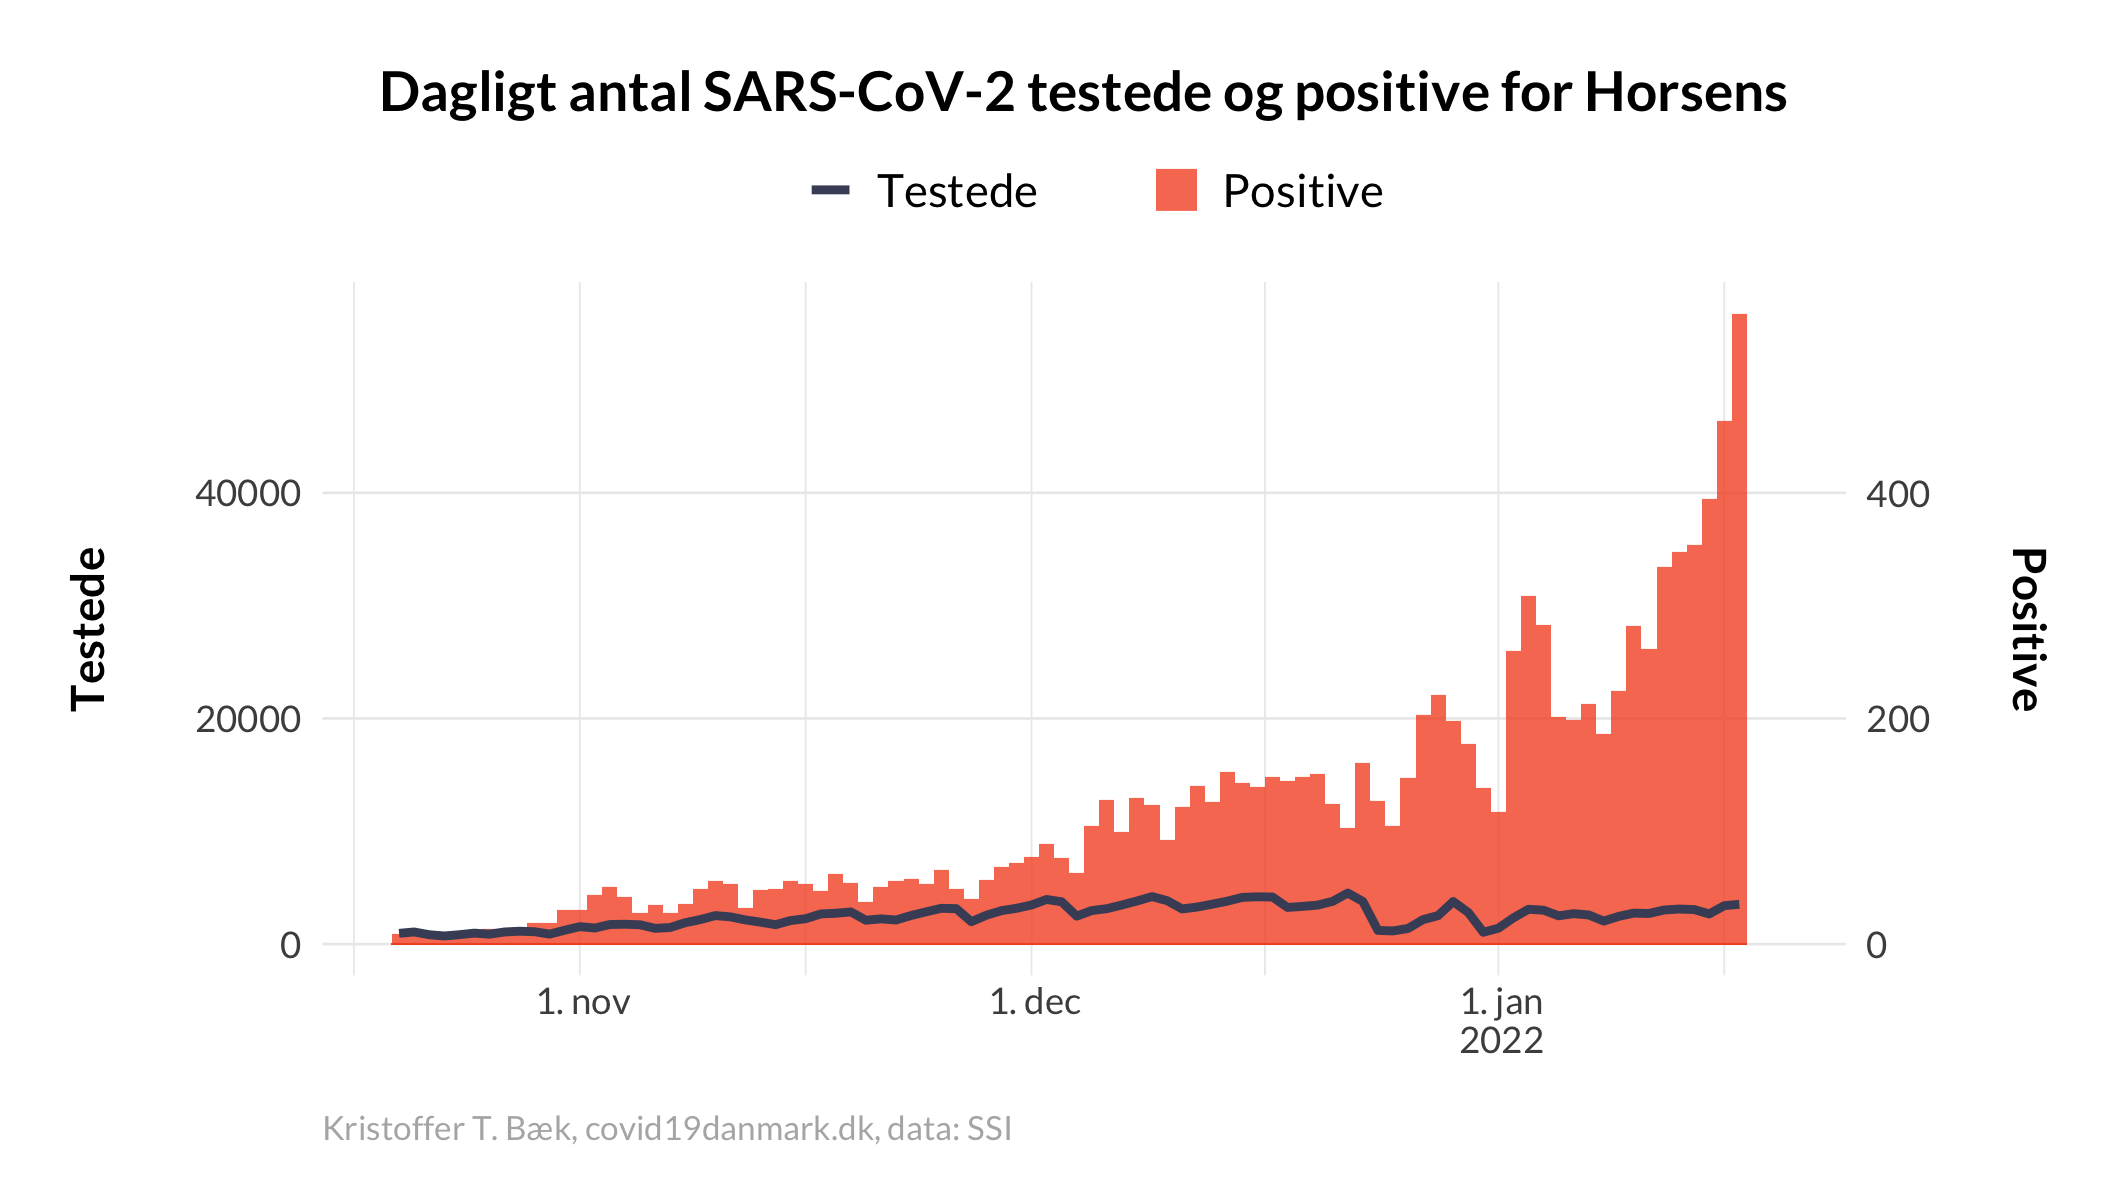 Dagligt antal SARS-CoV-2 testede og positive for Horsens
Testede
Positive
40000
20000
0
Testede
400
200
0
Positive
1. nov
1. dec
1. jan
2022
Kristoffer T. Bæk, covid19danmark.dk, data: SSI